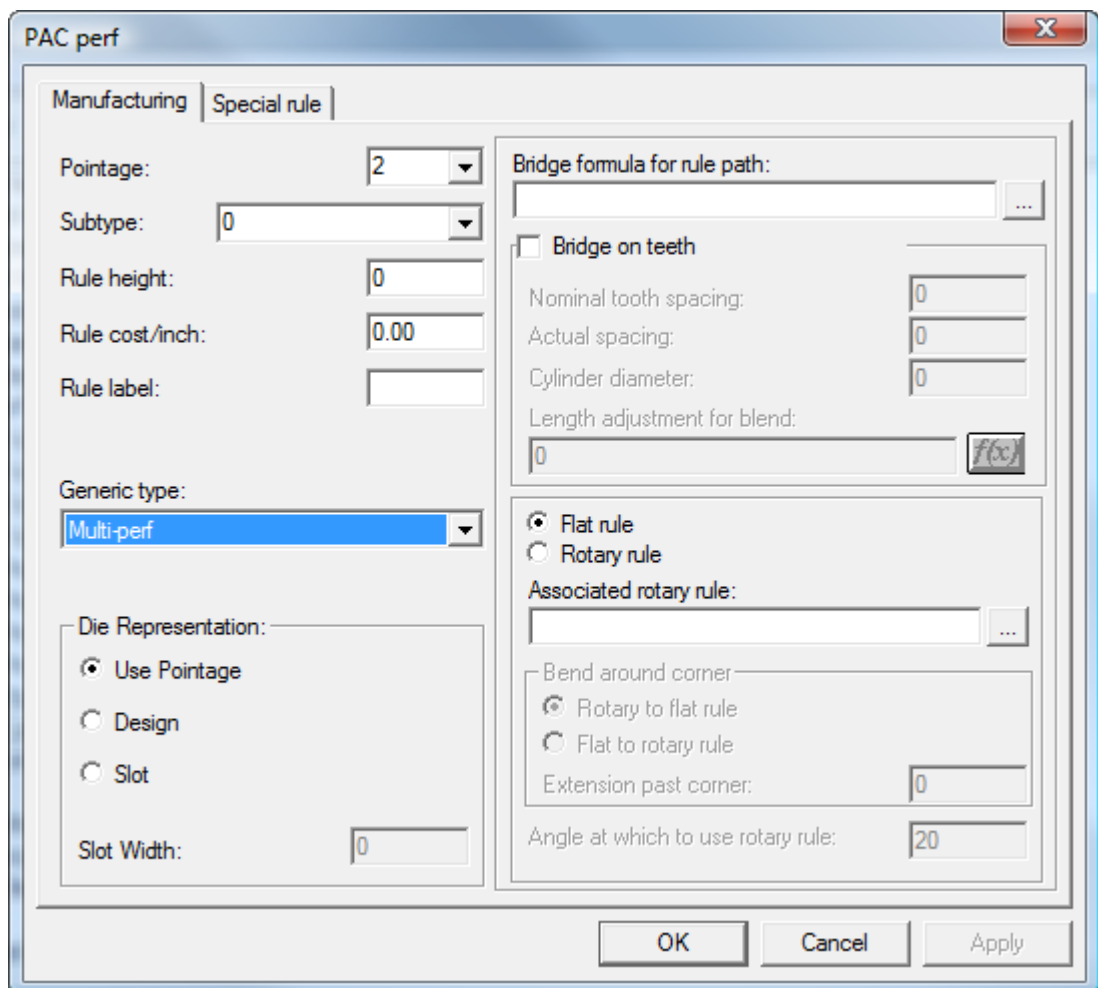 PAC perf
Manufacturing
Special rule
Pointage:
2
Subtype:
0
Rule height:
0
Rule cost/inch:
0.00
Rule label:
Generic type:
Multi-perf
Die Representation:
Use Pointage
Design
Slot
Slot Width:
0
Bridge formula for rule path:
...
Bridge on teeth
Nominal tooth spacing:
0
Actual spacing:
0
Cylinder diameter:
0
Length adjustment for blend:
0
f(x)
Flat rule
Rotary rule
Associated rotary rule:
...
Bend around corner
Rotary to flat rule
Flat to rotary rule
Extension past corner:
0
Angle at which to use rotary rule:
20
OK
Cancel
Apply